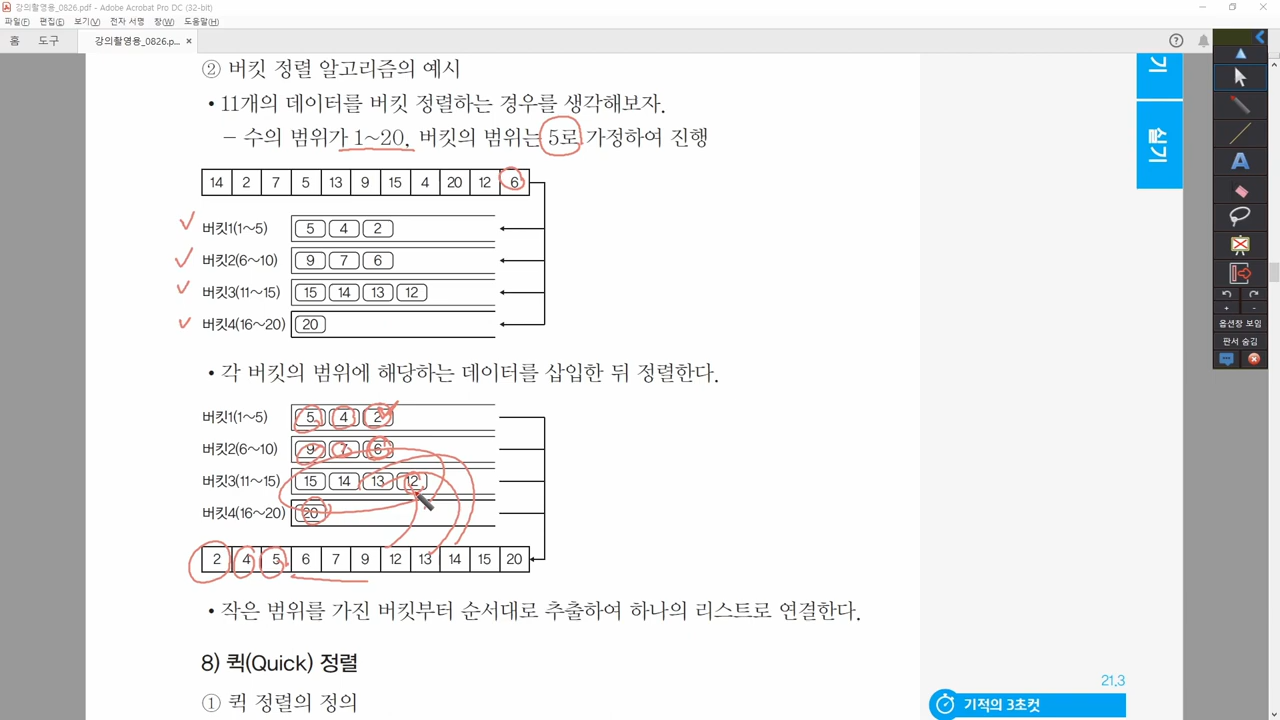 강의촬영용_0826.pdf - Adobe Acrobat Pro DC (32-bit)
파일(F) 편집(E) 보기(V) 전자 서명 창(W) 도움말(H)
홈 도구 강의촬영용_0826.p... ×
② 버킷 정렬 알고리즘의 예시
• 11개의 데이터를 버킷 정렬하는 경우를 생각해보자.
– 수의 범위가 1~20, 버킷의 범위는 5로 가정하여 진행
14 2 7 5 13 9 15 4 20 12 6
버킷1(1~5) 5 4 2
버킷2(6~10) 9 7 6
버킷3(11~15) 15 14 13 12
버킷4(16~20) 20
• 각 버킷의 범위에 해당하는 데이터를 삽입한 뒤 정렬한다.
버킷1(1~5) 5 4 2
버킷2(6~10) 9 7 6
버킷3(11~15) 15 14 13 12
버킷4(16~20) 20
2 4 5 6 7 9 12 13 14 15 20
• 작은 범위를 가진 버킷부터 순서대로 추출하여 하나의 리스트로 연결한다.
8) 퀵(Quick) 정렬
① 퀵 정렬의 정의
기
실기
21.3
기적의 3초컷
A
옵션창 보임
판서 숨김